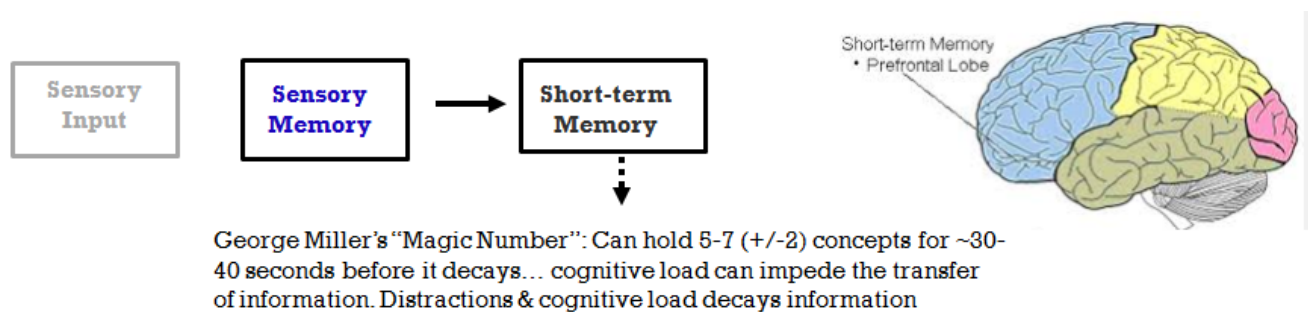 Sensory
Input
Sensory
Memory
Short-term
Memory
Short-term Memory
• Prefrontal Lobe
George Miller's "Magic Number": Can hold 5-7 (+/-2) concepts for ~30-
40 seconds before it decays... cognitive load can impede the transfer
of information. Distractions & cognitive load decays information